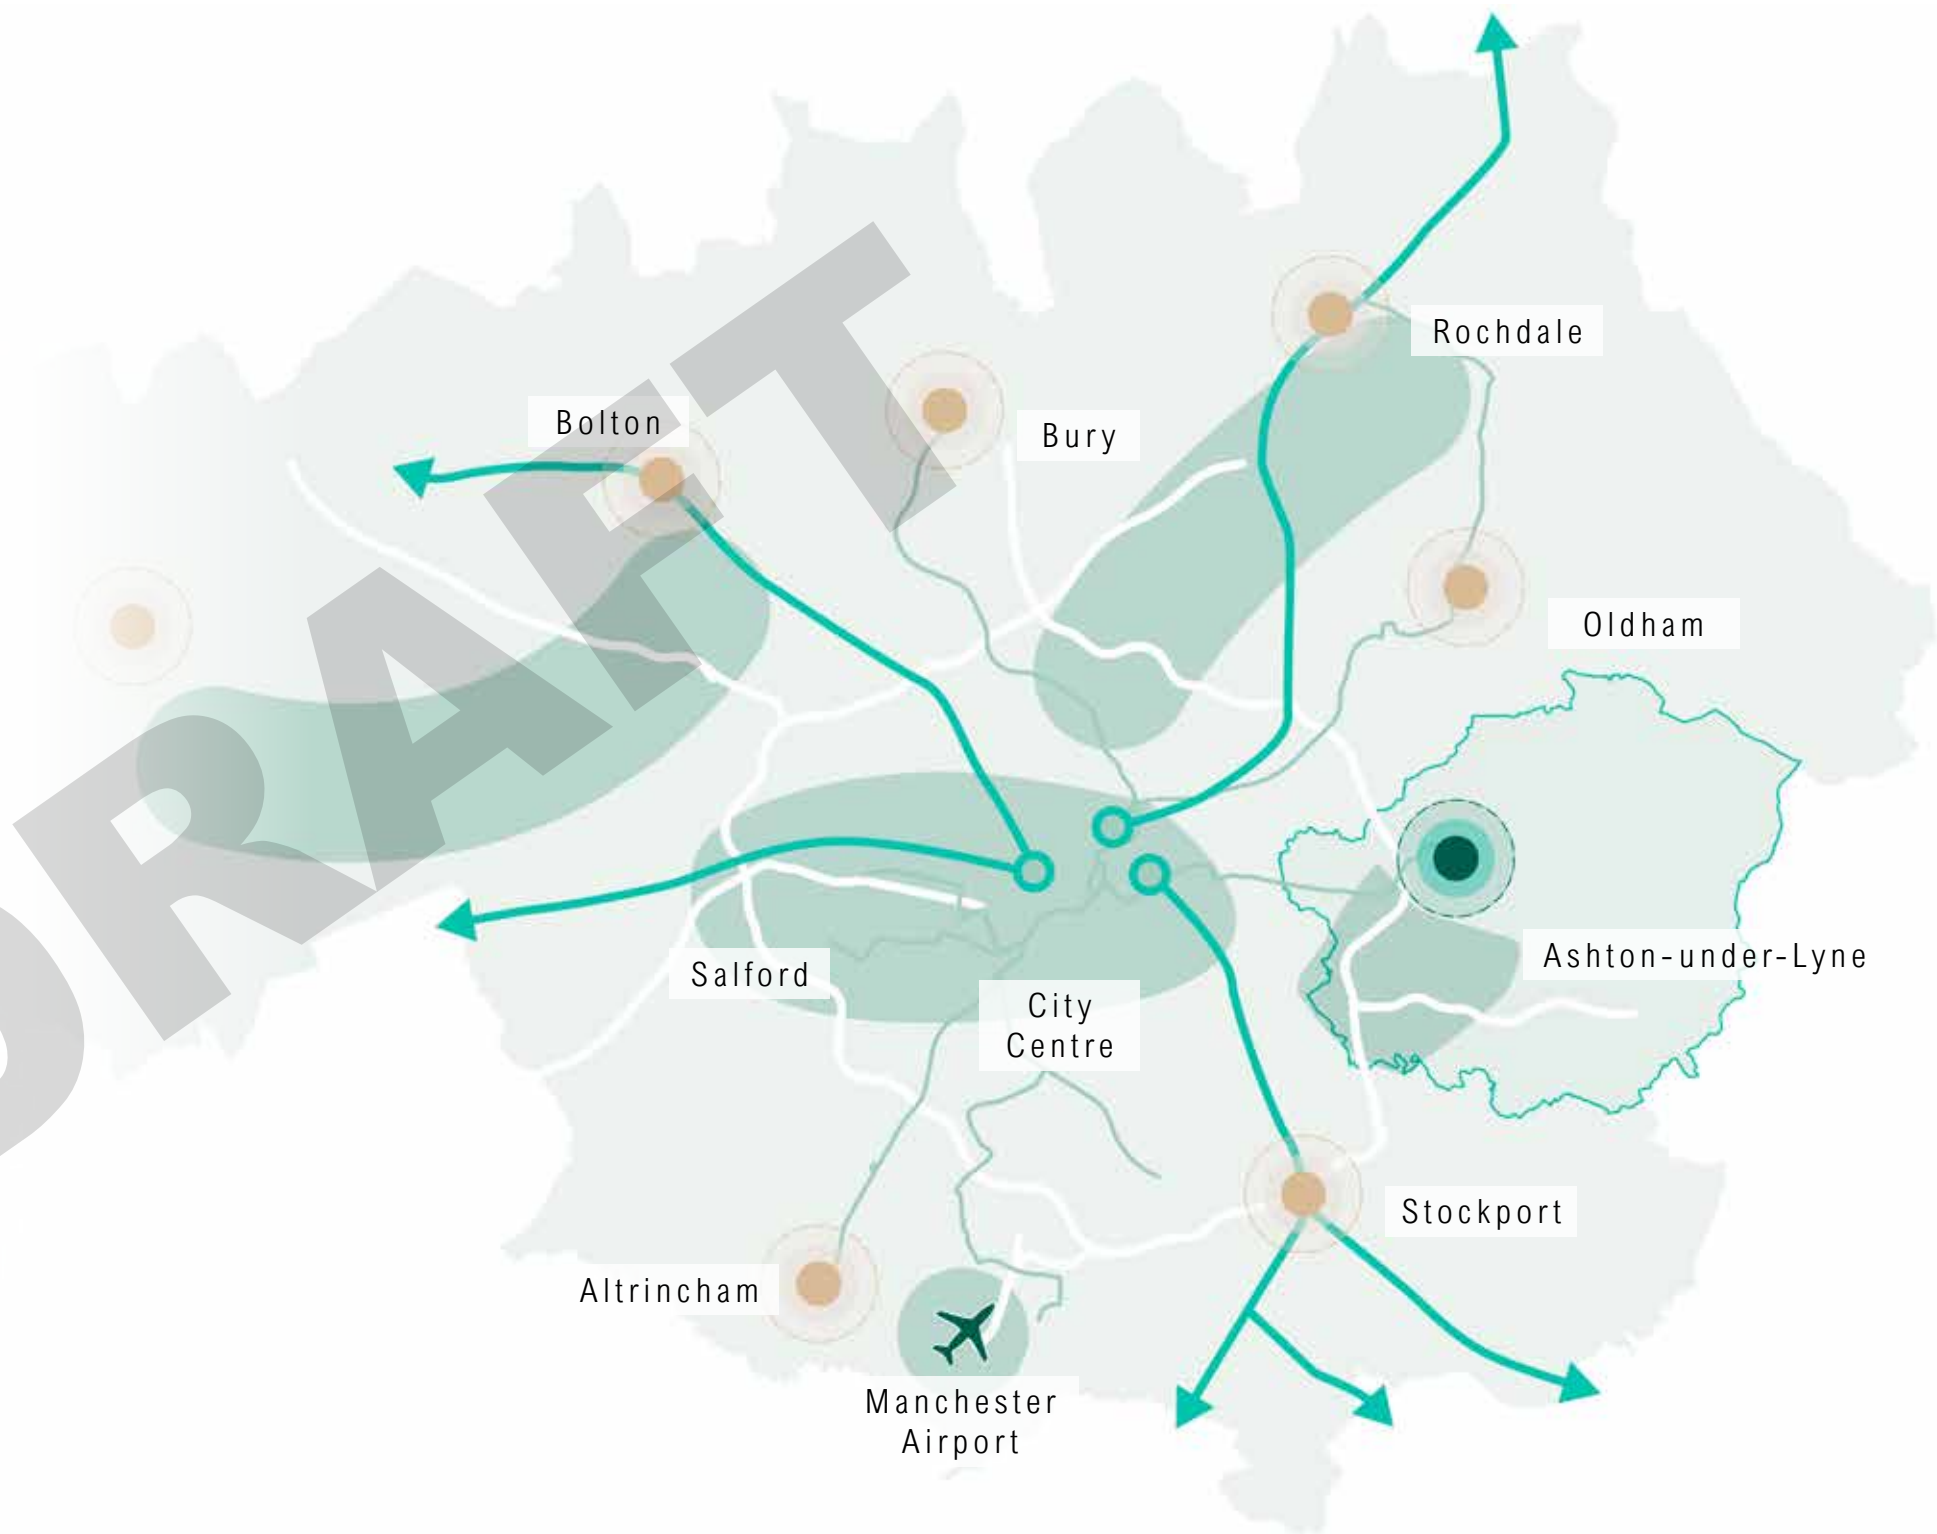 Rochdale
Bolton
Bury
Oldham
Ashton-under-Lyne
Salford
City
Centre
Stockport
Altrincham
Manchester
Airport
DRAFT